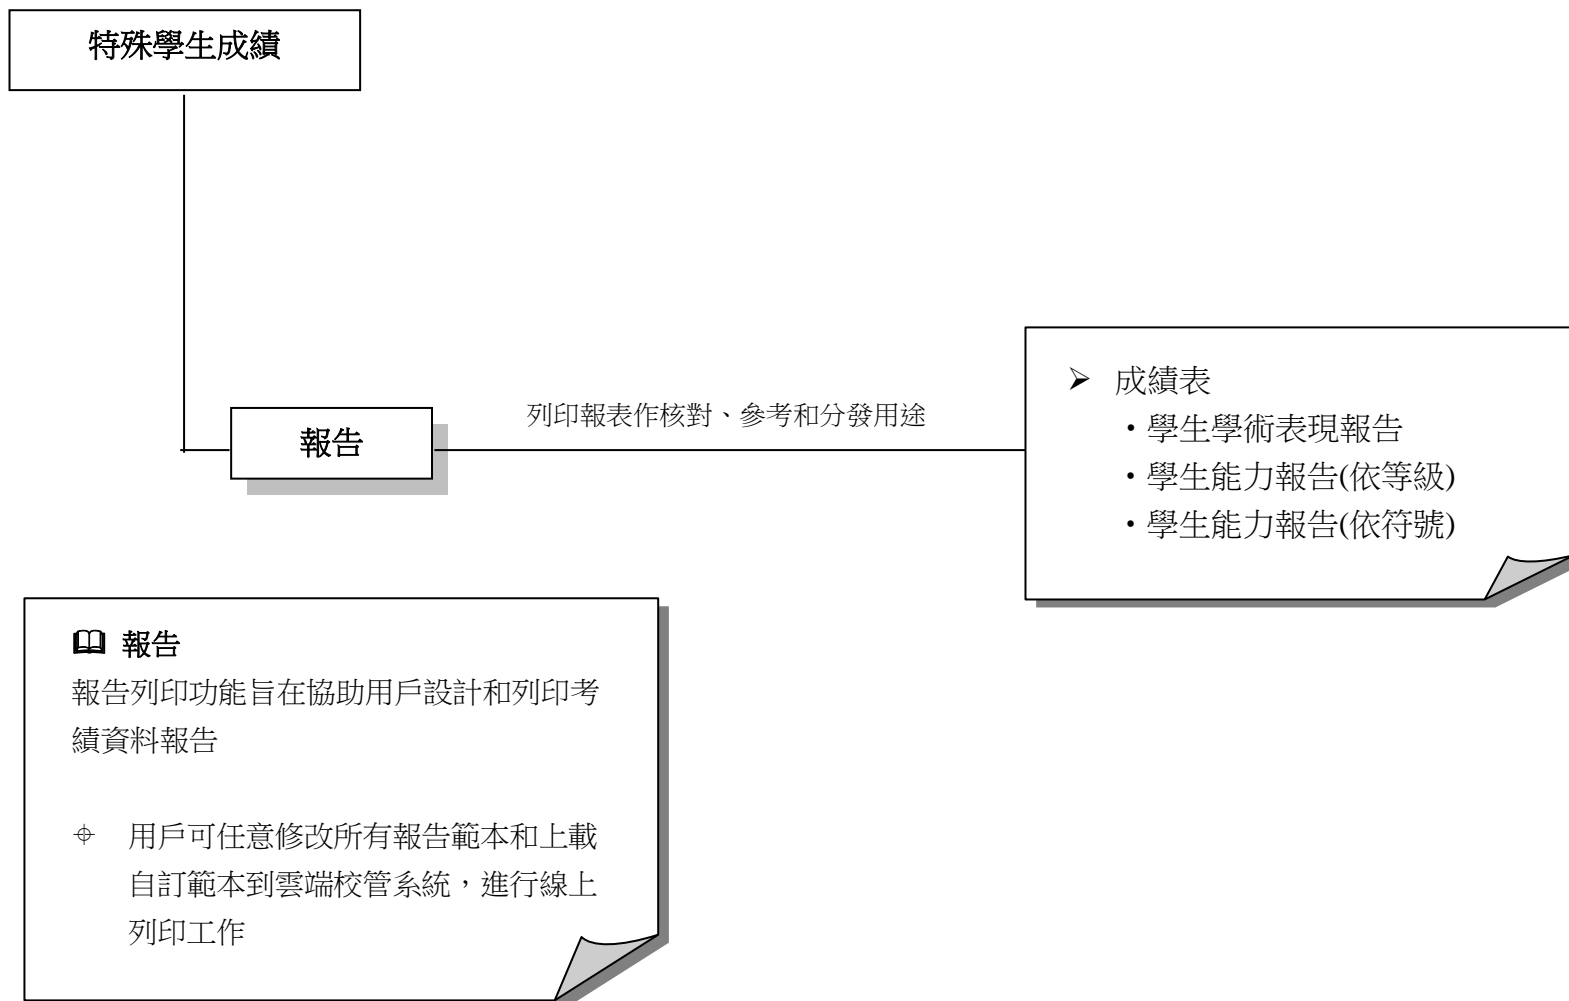 特殊學生成績
列印報表作核對、參考和分發用途
報告
➢ 成績表
・學生學術表現報告
・學生能力報告(依等級)
・學生能力報告(依符號)
報告
報告列印功能旨在協助用戶設計和列印考
績資料報告
用戶可任意修改所有報告範本和上載
自訂範本到雲端校管系統，進行線上
列印工作